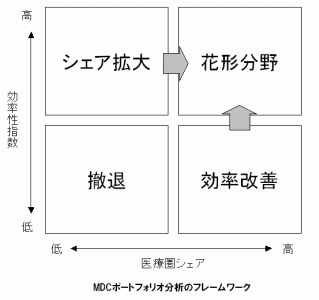 高
シェア拡大
花形分野
効率性指数
撤退
効率改善
低
低
高
医療圏シェア
MDCポートフォリオ分析のフレームワーク